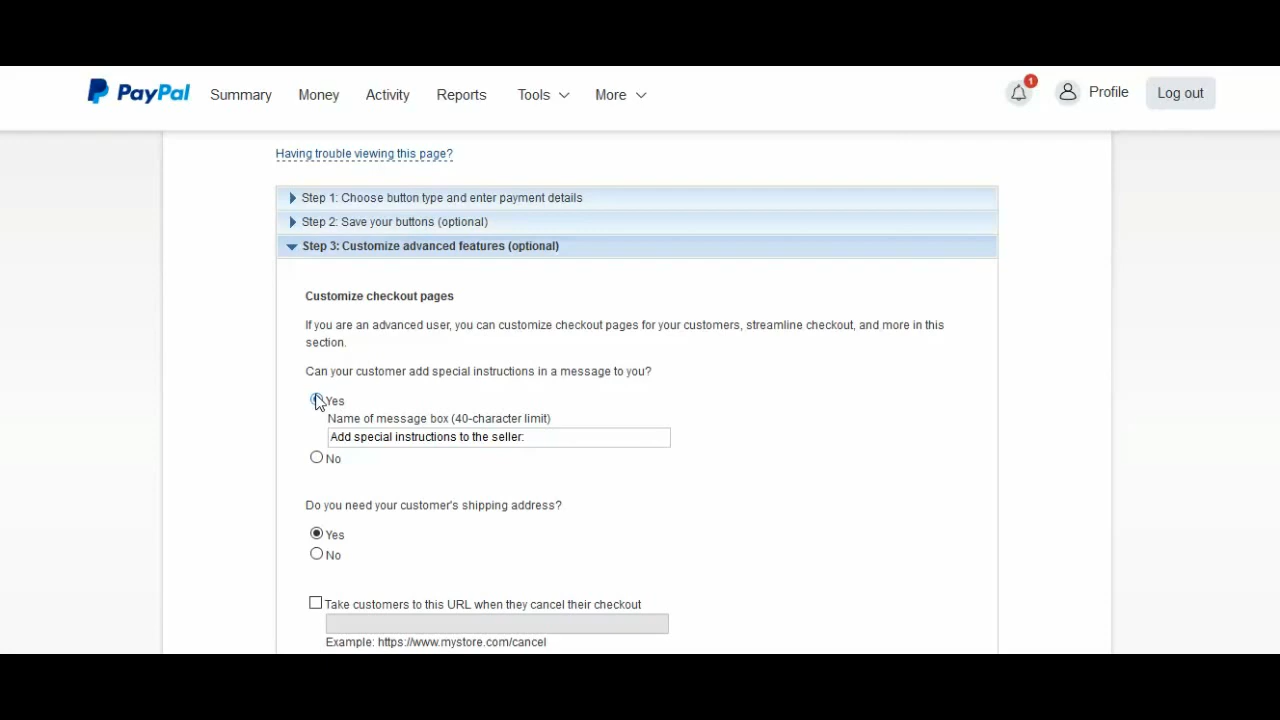 PayPal Summary Money Activity Reports Tools More 1 Profile Log out
Having trouble viewing this page?
Step 1: Choose button type and enter payment details
Step 2: Save your buttons (optional)
Step 3: Customize advanced features (optional)
Customize checkout pages
If you are an advanced user, you can customize checkout pages for your customers, streamline checkout, and more in this
section.
Can your customer add special instructions in a message to you?
Yes
Name of message box (40-character limit)
Add special instructions to the seller:
No
Do you need your customer's shipping address?
Yes
No
Take customers to this URL when they cancel their checkout
Example: https://www.mystore.com/cancel